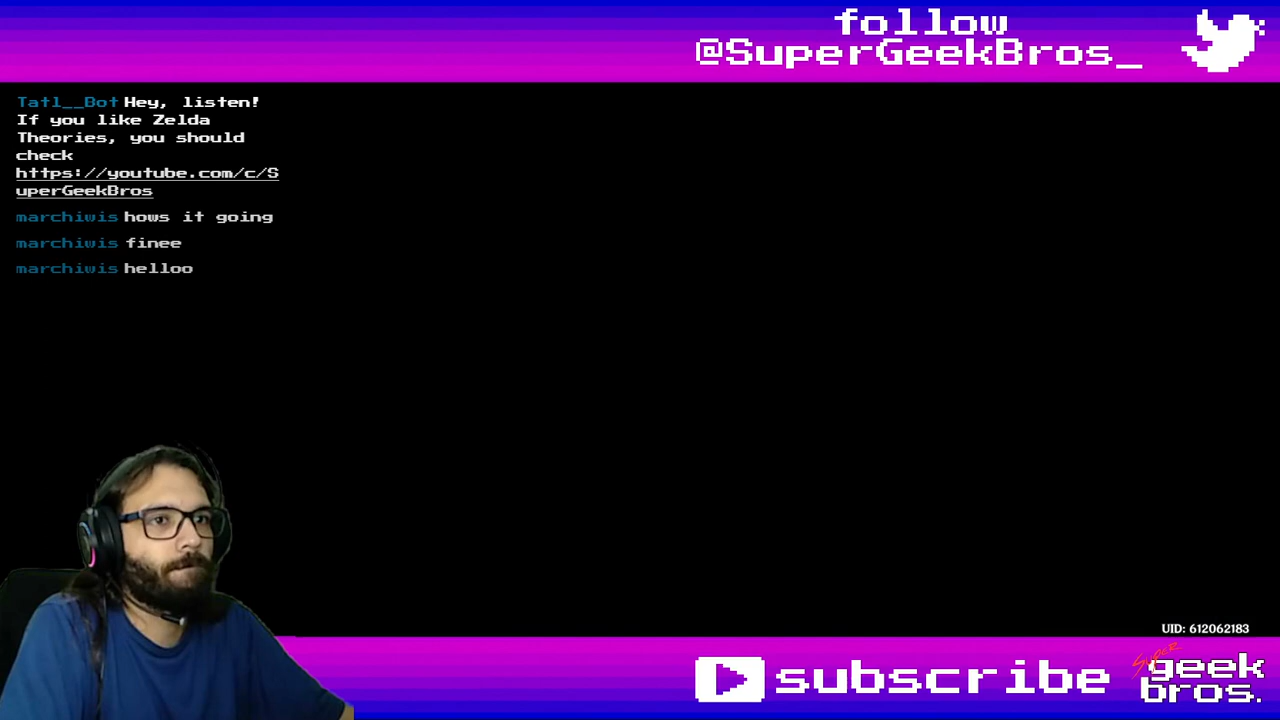 follow
@SuperGeekBros_
Tatl__Bot Hey, listen!
If you like Zelda
Theories, you should
check
https://youtube.com/c/S
uperGeekBros
marchiwis hows it going
marchiwis finee
marchiwis helloo
UID: 612062183
subscribe
super
geek
bros.